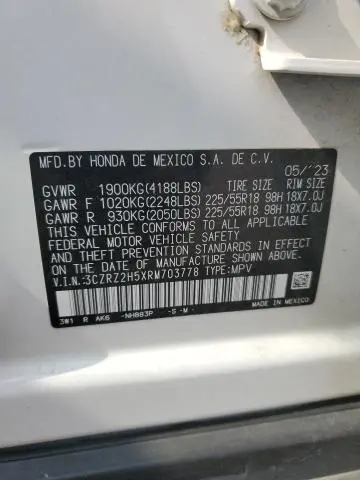 MFD. BY HONDA DE MEXICO S.A. DE C.V.
05/'23
GVWR 1900KG(4188LBS) TIRE SIZE RIM SIZE
GAWR F 1020KG(2248LBS) 225/55R18 98H 18X7.0J
GAWR R 930KG(2050LBS) 225/55R18 98H 18X7.0J
THIS VEHICLE CONFORMS TO ALL APPLICABLE
FEDERAL MOTOR VEHICLE SAFETY, BUMPER,
AND THEFT PREVENTION STANDARDS IN EFFECT
ON THE DATE OF MANUFACTURE SHOWN ABOVE.
V.I.N.:3CZRZ2H5XRM703778 TYPE:MPV
3W1 R AK6 -NH883P -S -M- MADE IN MEXICO